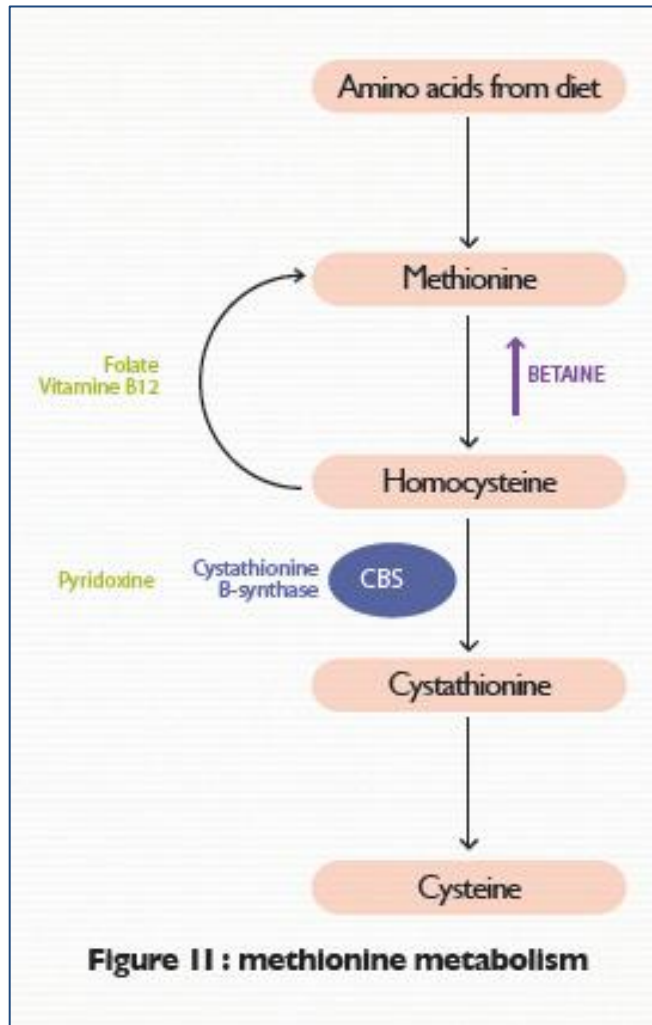 Amino acids from diet
Methionine
Folate
Vitamine B12
BETAINE
Homocysteine
Pyridoxine
Cystathionine
B-synthase
CBS
Cystathionine
Cysteine
Figure 11 : methionine metabolism